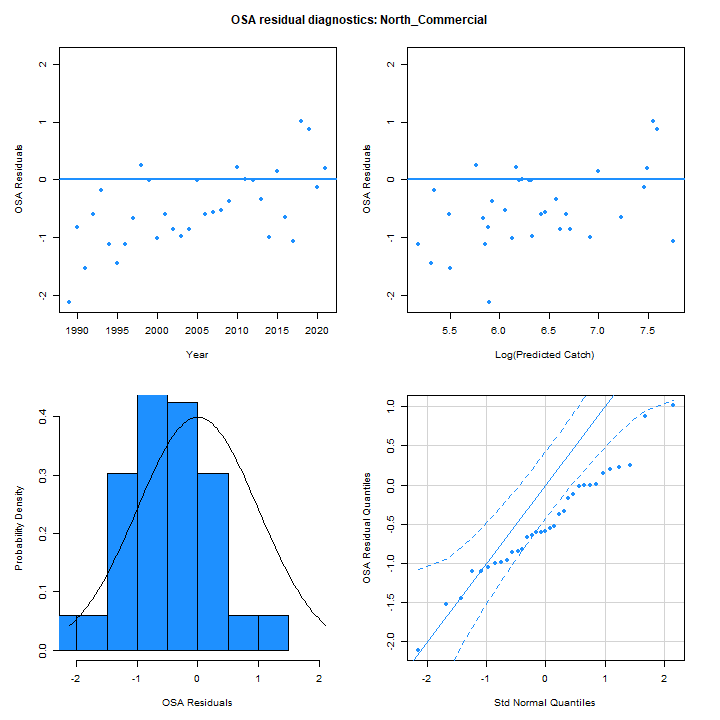 OSA residual diagnostics: North_Commercial
OSA Residuals
2
1
0
-1
-2
1990 1995 2000 2005 2010 2015 2020
Year
OSA Residuals
2
1
0
-1
-2
5.5 6.0 6.5 7.0 7.5
Log(Predicted Catch)
Probability Density
0.4
0.3
0.2
0.1
0.0
-2 -1 0 1 2
OSA Residuals
OSA Residual Quantiles
1.0
0.5
0.0
-0.5
-1.0
-1.5
-2.0
-2 -1 0 1 2
Std Normal Quantiles